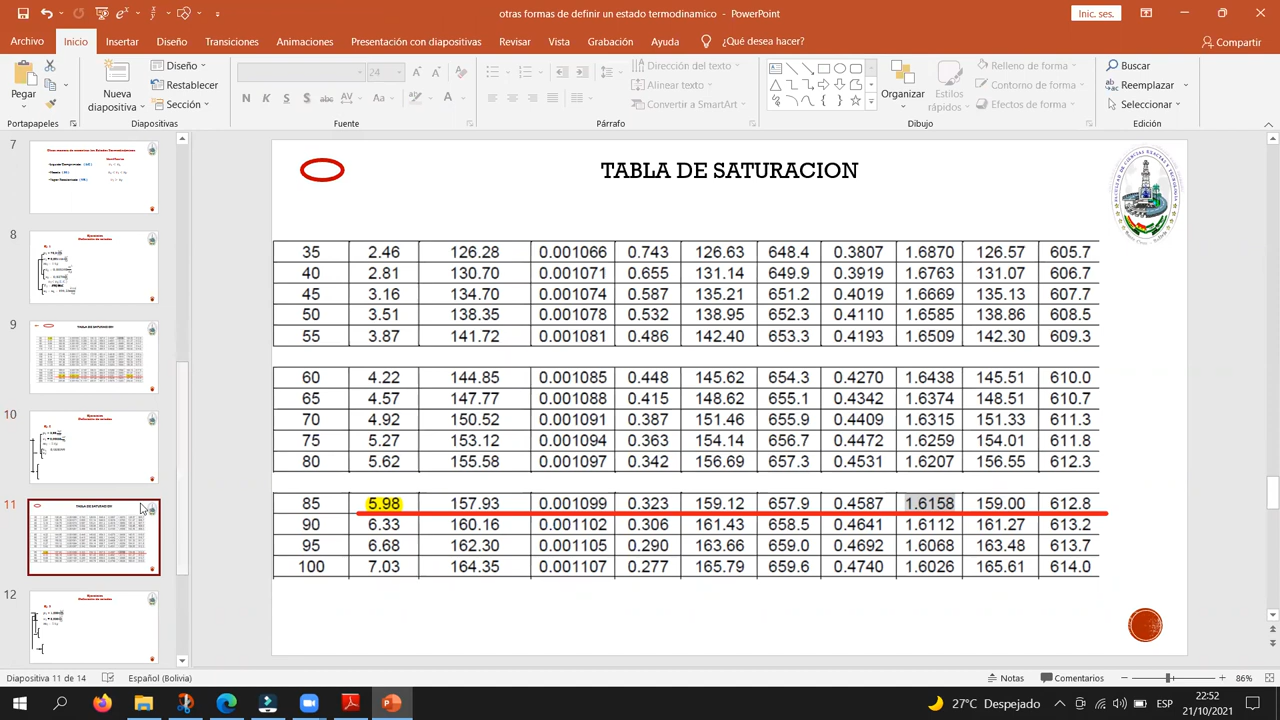 otras formas de definir un estado termodinamico - PowerPoint
Inic. ses.
Archivo Inicio Insertar Diseño Transiciones Animaciones Presentación con diapositivas Revisar Vista Grabación Ayuda ¿Qué desea hacer? Compartir
Pegar
Nueva diapositiva
Diseño
Restablecer
Sección
24
N K S S abc AV Aa A
Dirección del texto
Alinear texto
Convertir a SmartArt
Organizar
Estilos rápidos
Relleno de forma
Contorno de forma
Efectos de forma
Buscar
Reemplazar
Seleccionar
Portapapeles Diapositivas Fuente Párrafo Dibujo Edición
7
8
9
10
11
12
TABLA DE SATURACION
35 2.46 126.28 0.001066 0.743 126.63 648.4 0.3807 1.6870 126.57 605.7
40 2.81 130.70 0.001071 0.655 131.14 649.9 0.3919 1.6763 131.07 606.7
45 3.16 134.70 0.001074 0.587 135.21 651.2 0.4019 1.6669 135.13 607.7
50 3.51 138.35 0.001078 0.532 138.95 652.3 0.4110 1.6585 138.86 608.5
55 3.87 141.72 0.001081 0.486 142.40 653.3 0.4193 1.6509 142.30 609.3
60 4.22 144.85 0.001085 0.448 145.62 654.3 0.4270 1.6438 145.51 610.0
65 4.57 147.77 0.001088 0.415 148.62 655.1 0.4342 1.6374 148.51 610.7
70 4.92 150.52 0.001091 0.387 151.46 655.9 0.4409 1.6315 151.33 611.3
75 5.27 153.12 0.001094 0.363 154.14 656.7 0.4472 1.6259 154.01 611.8
80 5.62 155.58 0.001097 0.342 156.69 657.3 0.4531 1.6207 156.55 612.3
85 5.98 157.93 0.001099 0.323 159.12 657.9 0.4587 1.6158 159.00 612.8
90 6.33 160.16 0.001102 0.306 161.43 658.5 0.4641 1.6112 161.27 613.2
95 6.68 162.30 0.001105 0.290 163.66 659.0 0.4692 1.6068 163.48 613.7
100 7.03 164.35 0.001107 0.277 165.79 659.6 0.4740 1.6026 165.61 614.0
Diapositiva 11 de 14 Español (Bolivia) Notas Comentarios 86%
27°C Despejado ESP 22:52
21/10/2021